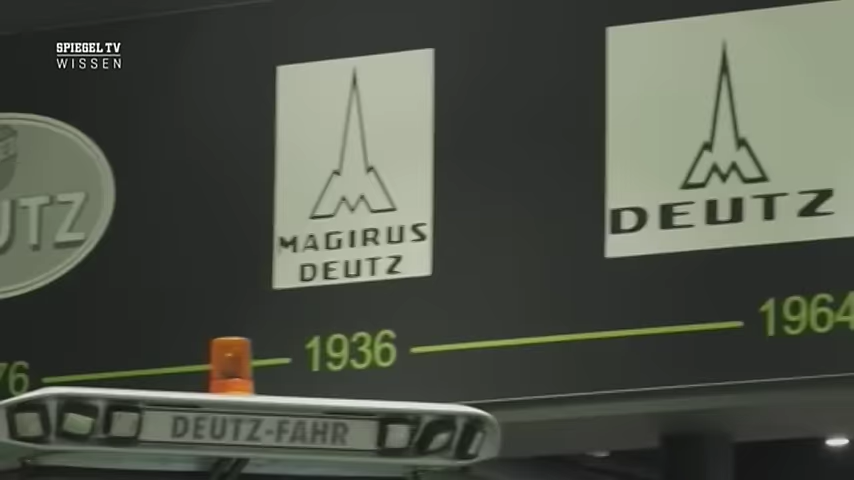 SPIEGEL TV
WISSEN
MAGIRUS
DEUTZ
DEUTZ
1936
1964
DEUTZ-FAHR